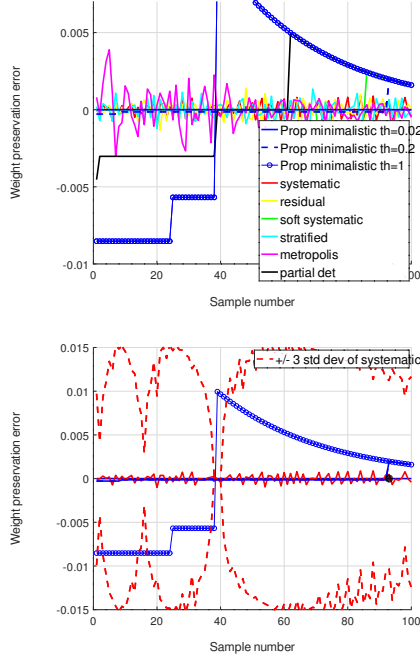 0.005
0
-0.005
-0.01
0 20 40 60 80 100
Weight preservation error
Sample number
Prop minimalistic th=0.02
Prop minimalistic th=0.2
Prop minimalistic th=1
systematic
residual
soft systematic
stratified
metropolis
partial det
0.015
0.01
0.005
0
-0.005
-0.01
-0.015
0 20 40 60 80 100
Weight preservation error
Sample number
+/- 3 std dev of systematic